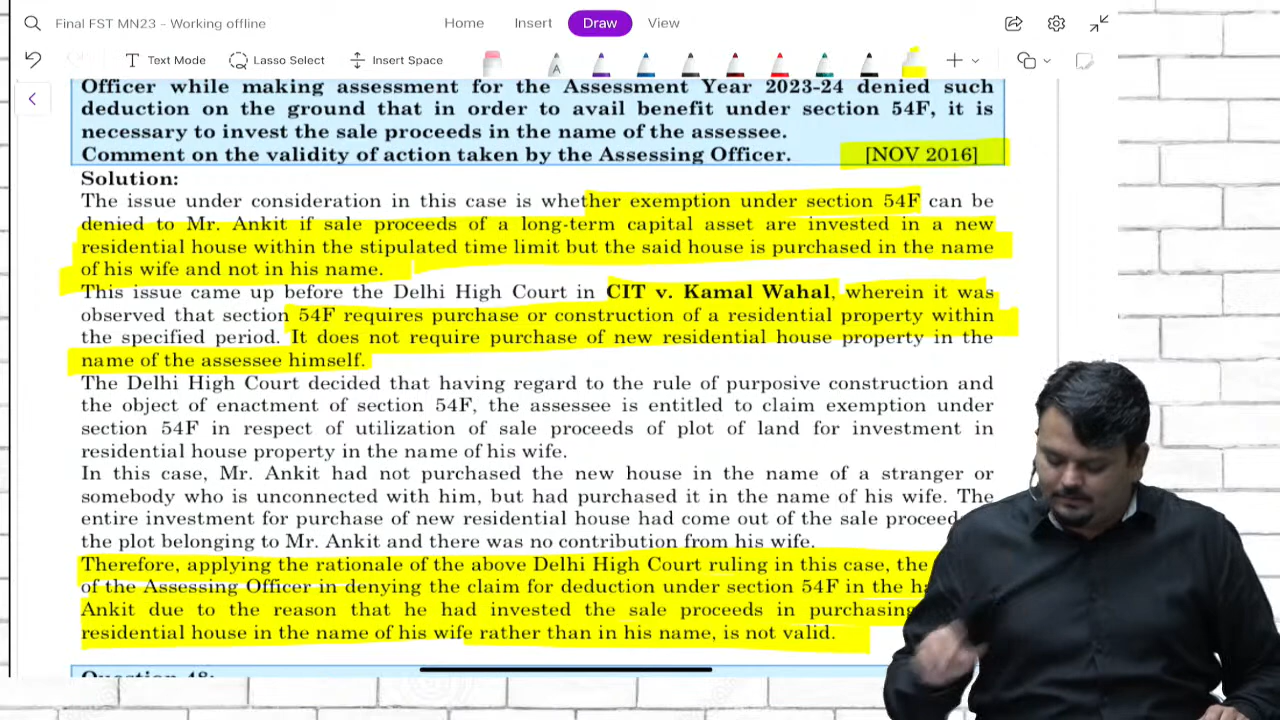 Final FST MN23 - Working offline
Home Insert Draw View
Text Mode Lasso Select Insert Space
Officer while making assessment for the Assessment Year 2023-24 denied such
deduction on the ground that in order to avail benefit under section 54F, it is
necessary to invest the sale proceeds in the name of the assessee.
Comment on the validity of action taken by the Assessing Officer. [NOV 2016]
Solution:
The issue under consideration in this case is whether exemption under section 54F can be
denied to Mr. Ankit if sale proceeds of a long-term capital asset are invested in a new
residential house within the stipulated time limit but the said house is purchased in the name
of his wife and not in his name.
This issue came up before the Delhi High Court in CIT v. Kamal Wahal, wherein it was
observed that section 54F requires purchase or construction of a residential property within
the specified period. It does not require purchase of new residential house property in the
name of the assessee himself.
The Delhi High Court decided that having regard to the rule of purposive construction and
the object of enactment of section 54F, the assessee is entitled to claim exemption under
section 54F in respect of utilization of sale proceeds of plot of land for investment in
residential house property in the name of his wife.
In this case, Mr. Ankit had not purchased the new house in the name of a stranger or
somebody who is unconnected with him, but had purchased it in the name of his wife. The
entire investment for purchase of new residential house had come out of the sale proceeds
the plot belonging to Mr. Ankit and there was no contribution from his wife.
Therefore, applying the rationale of the above Delhi High Court ruling in this case, the
of the Assessing Officer in denying the claim for deduction under section 54F in the
Ankit due to the reason that he had invested the sale proceeds in purchasing
residential house in the name of his wife rather than in his name, is not valid.
Question 48: